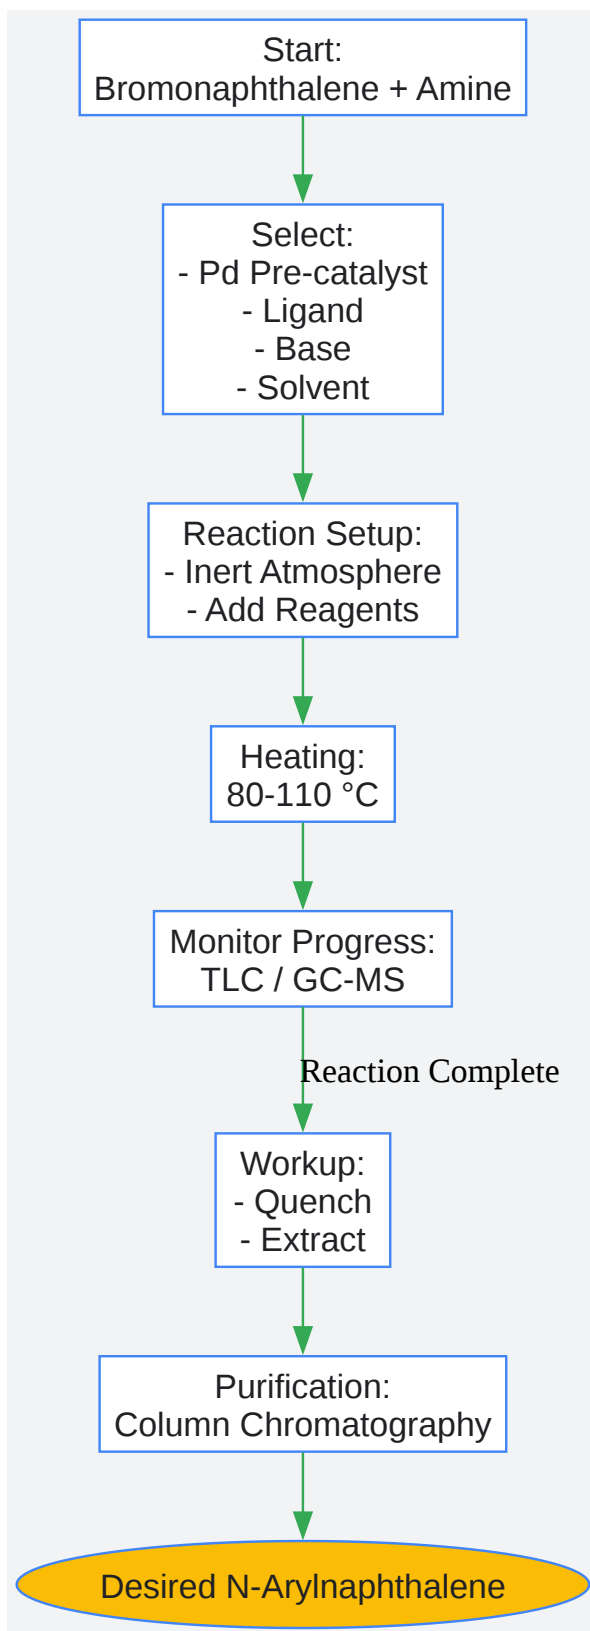 Start:
Bromonaphthalene + Amine
Select:
- Pd Pre-catalyst
- Ligand
- Base
- Solvent
Reaction Setup:
- Inert Atmosphere
- Add Reagents
Heating:
80-110 °C
Monitor Progress:
TLC / GC-MS
Reaction Complete
Workup:
- Quench
- Extract
Purification:
Column Chromatography
Desired N-Arylnaphthalene